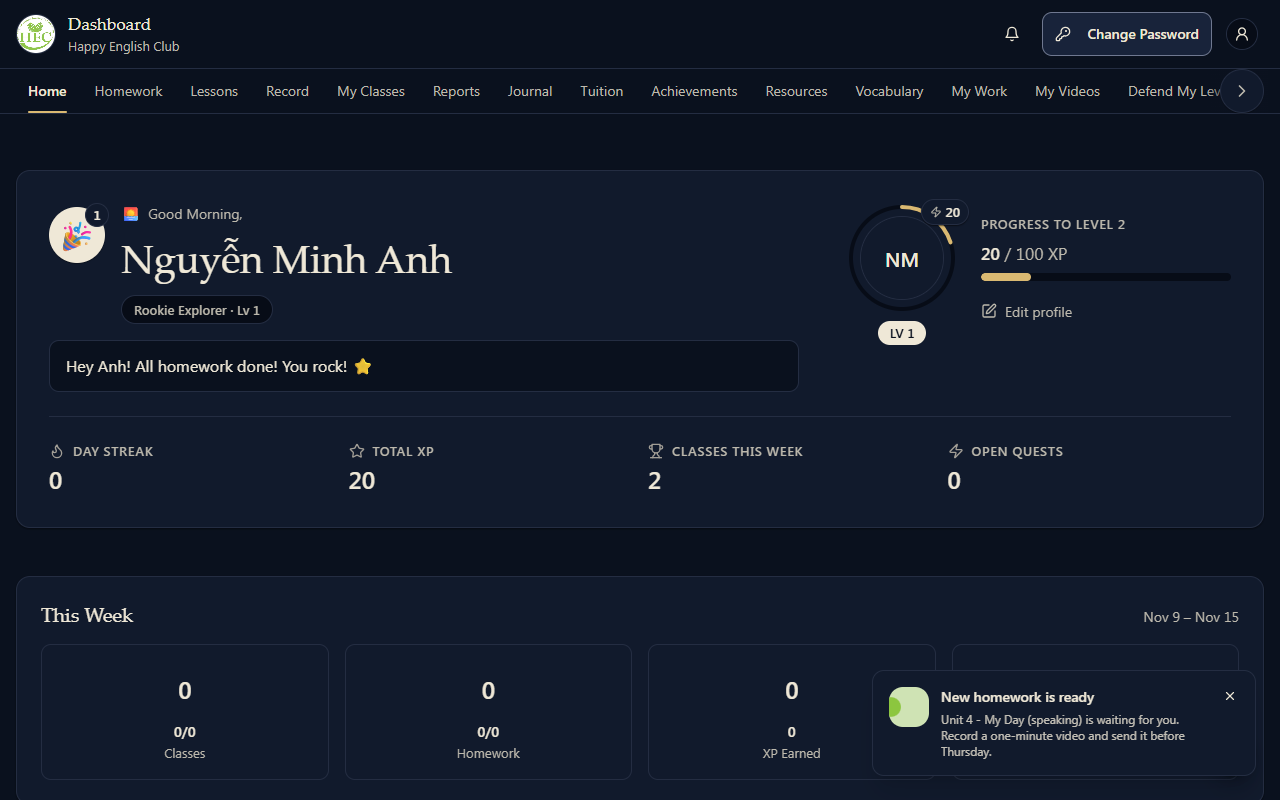 HEC
Dashboard
Happy English Club
Change Password
Home
Homework
Lessons
Record
My Classes
Reports
Journal
Tuition
Achievements
Resources
Vocabulary
My Work
My Videos
Defend My Lev
1
Good Morning,
Nguyễn Minh Anh
Rookie Explorer · Lv 1
Hey Anh! All homework done! You rock! ⭐
20
NM
LV 1
PROGRESS TO LEVEL 2
20 / 100 XP
Edit profile
DAY STREAK
0
TOTAL XP
20
CLASSES THIS WEEK
2
OPEN QUESTS
0
This Week
Nov 9 – Nov 15
0
0/0
Classes
0
0/0
Homework
0
0
XP Earned
New homework is ready
Unit 4 - My Day (speaking) is waiting for you.
Record a one-minute video and send it before
Thursday.